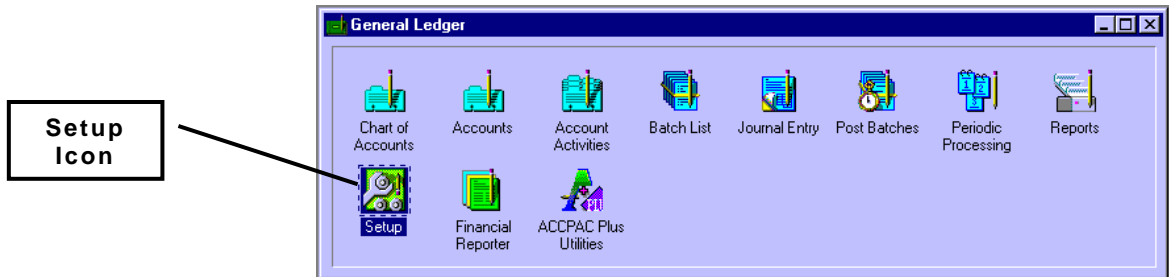 General Ledger
Setup
Icon
Chart of
Accounts
Accounts
Account
Activities
Batch List
Journal Entry
Post Batches
Periodic
Processing
Reports
Setup
Financial
Reporter
ACCPAC Plus
Utilities